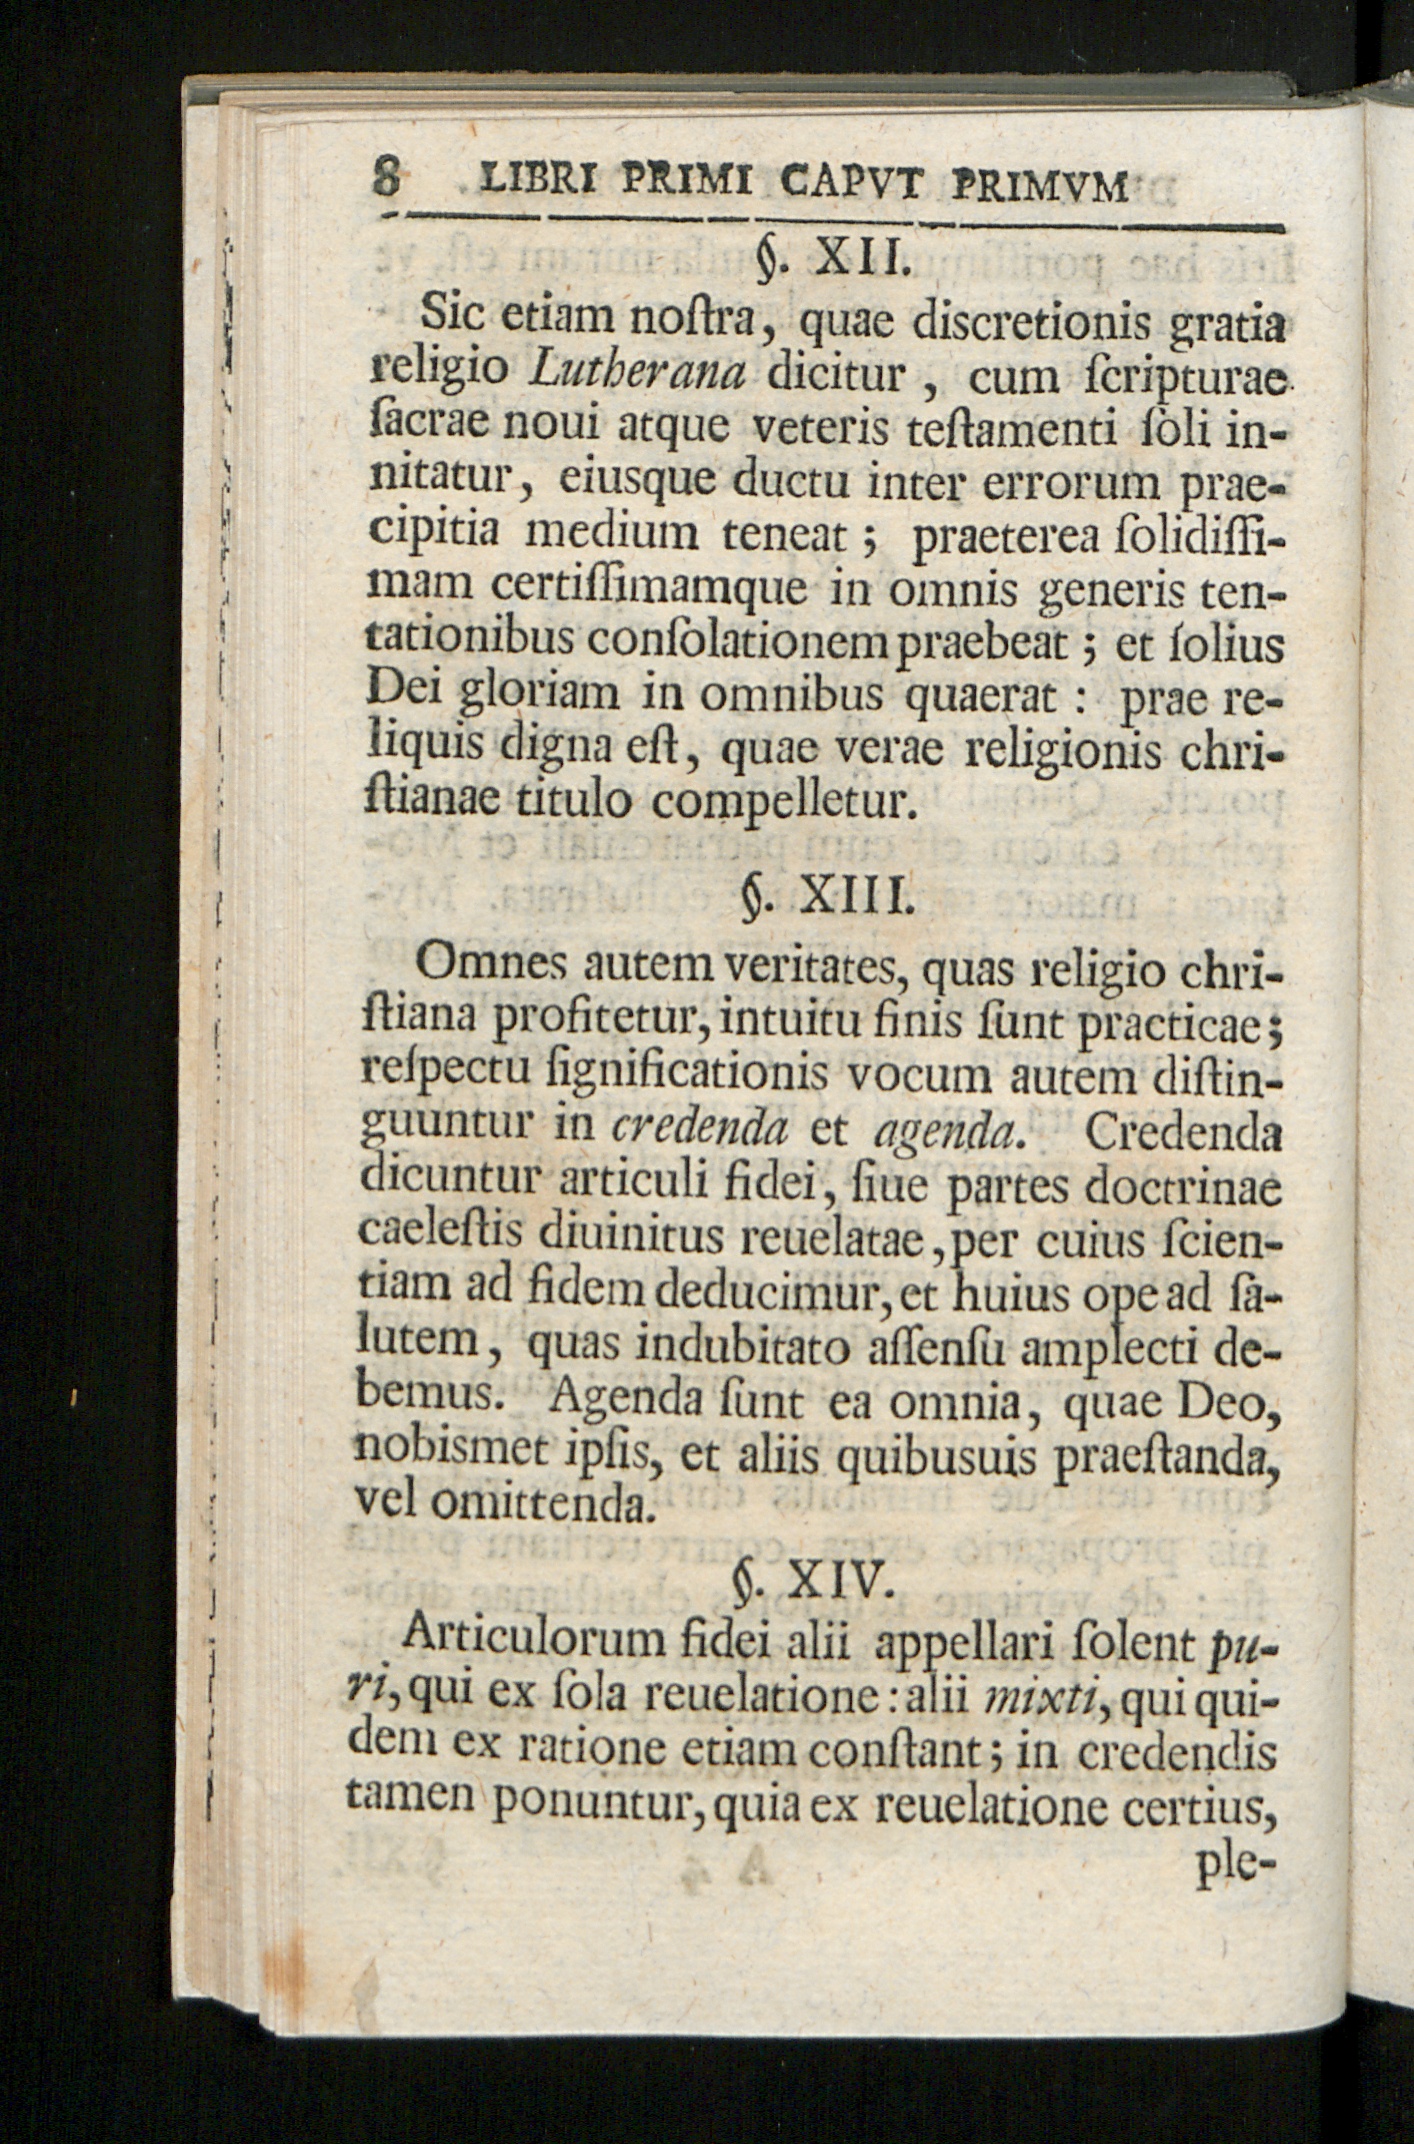 8 LIBRI PRIMI CAPVT PRIMVM
§. XII.
Sic etiam noſtra, quae discretionis gratia
religio Lutherana dicitur , cum ſcripturae
ſacrae noui atque veteris teſtamenti ſoli in-
nitatur, eiusque ductu inter errorum prae-
cipitia medium teneat ; praeterea ſolidiſſi-
mam certiſſimamque in omnis generis ten-
tationibus conſolationem praebeat ; et ſolius
Dei gloriam in omnibus quaerat : prae re-
liquis digna eſt, quae verae religionis chri-
ſtianae titulo compelletur.
§. XIII.
Omnes autem veritates, quas religio chri-
ſtiana profitetur, intuitu finis ſunt practicae;
reſpectu ſignificationis vocum autem diſtin-
guuntur in credenda et agenda. Credenda
dicuntur articuli fidei, ſiue partes doctrinae
caeleſtis diuinitus reuelatae, per cuius ſcien-
tiam ad fidem deducimur, et huius ope ad ſa-
lutem, quas indubitato aſſenſu amplecti de-
bemus. Agenda ſunt ea omnia, quae Deo,
nobismet ipſis, et aliis quibusuis praeſtanda,
vel omittenda.
§. XIV.
Articulorum fidei alii appellari ſolent pu-
ri, qui ex ſola reuelatione : alii mixti, qui qui-
dem ex ratione etiam conſtant ; in credendis
tamen ponuntur, quia ex reuelatione certius,
ple-